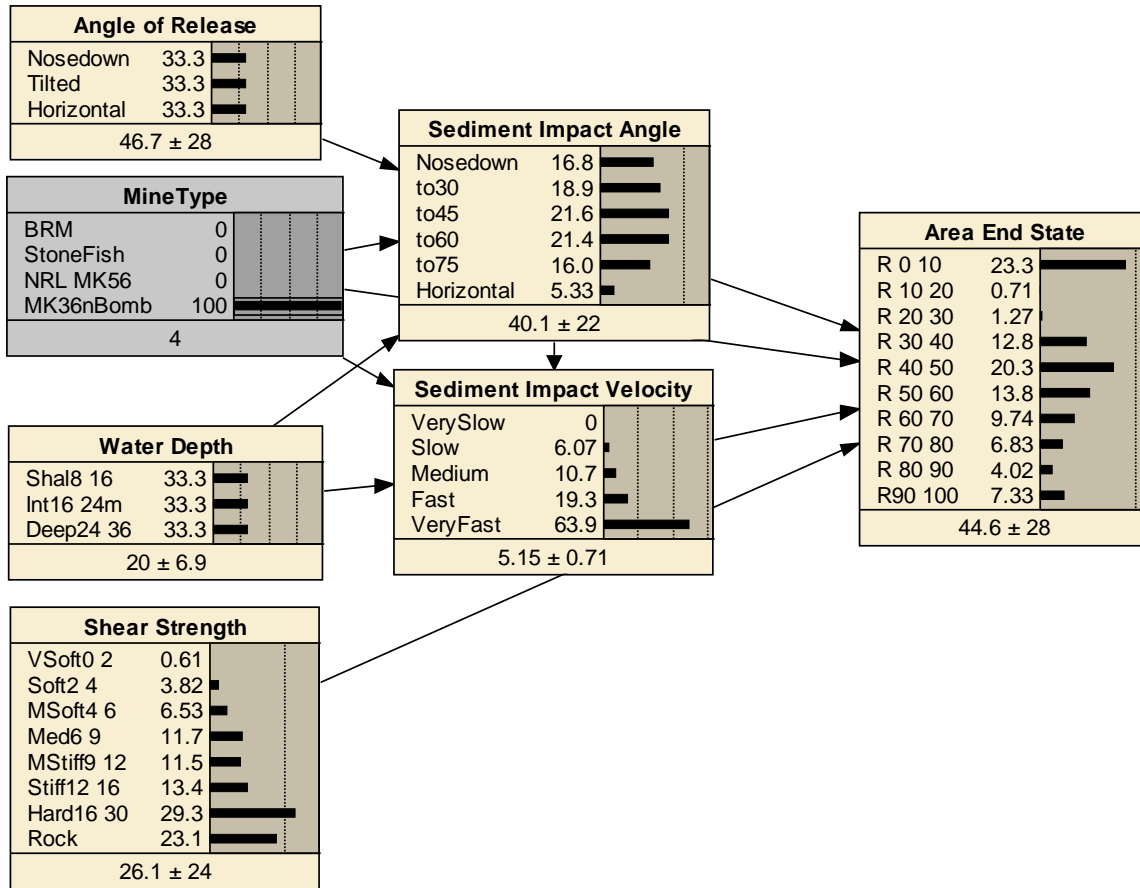 Angle of Release
Nosedown 33.3
Tilted 33.3
Horizontal 33.3
46.7 ± 28
MineType
BRM 0
StoneFish 0
NRL MK56 0
MK36nBomb 100
4
Water Depth
Shal8 16 33.3
Int16 24m 33.3
Deep24 36 33.3
20 ± 6.9
Shear Strength
VSoft0 2 0.61
Soft2 4 3.82
MSoft4 6 6.53
Med6 9 11.7
MStiff9 12 11.5
Stiff12 16 13.4
Hard16 30 29.3
Rock 23.1
26.1 ± 24
Sediment Impact Angle
Nosedown 16.8
to30 18.9
to45 21.6
to60 21.4
to75 16.0
Horizontal 5.33
40.1 ± 22
Sediment Impact Velocity
VerySlow 0
Slow 6.07
Medium 10.7
Fast 19.3
VeryFast 63.9
5.15 ± 0.71
Area End State
R 0 10 23.3
R 10 20 0.71
R 20 30 1.27
R 30 40 12.8
R 40 50 20.3
R 50 60 13.8
R 60 70 9.74
R 70 80 6.83
R 80 90 4.02
R90 100 7.33
44.6 ± 28